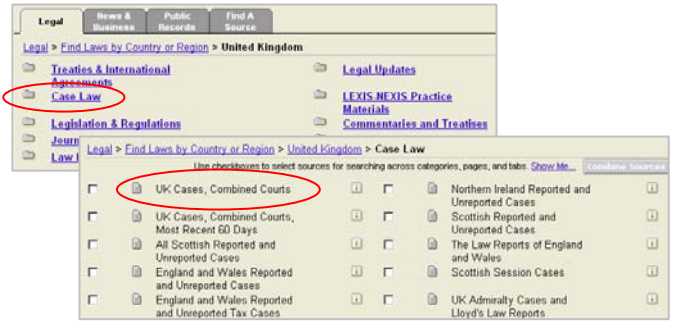 Legal
News &
Business
Public
Records
Find A
Source
Legal > Find Laws by Country or Region > United Kingdom
Treaties & International
Agreements
Legal Updates
Case Law
LEXIS-NEXIS Practice
Materials
Legislation & Regulations
Commentaries and Treatises
Journ
Law
Legal > Find Laws by Country or Region > United Kingdom > Case Law
Use checkboxes to select sources for searching across categories, pages, and tabs. Show Me...
Combine Sources
UK Cases, Combined Courts
Northern Ireland Reported and
Unreported Cases
UK Cases, Combined Courts,
Most Recent 60 Days
Scottish Reported and
Unreported Cases
All Scottish Reported and
Unreported Cases
The Law Reports of England
and Wales
England and Wales Reported
and Unreported Cases
Scottish Session Cases
England and Wales Reported
and Unreported Tax Cases
UK Admiralty Cases and
Lloyd's Law Reports